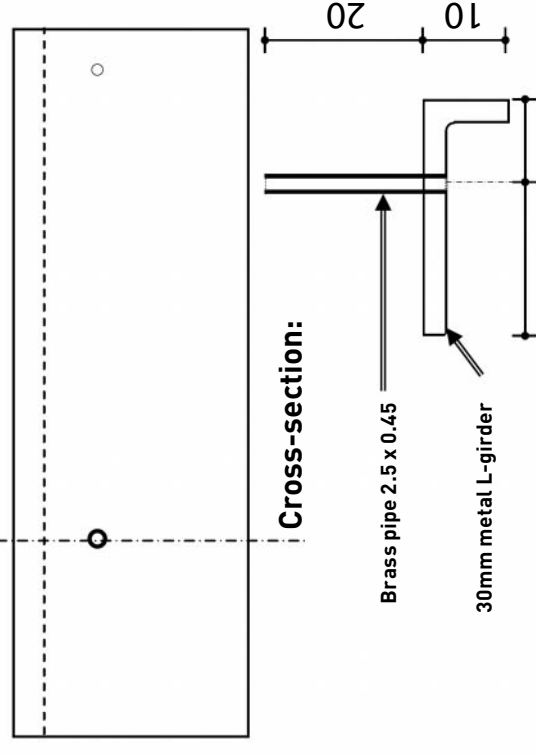 20
10
Cross-section:
Brass pipe 2.5 x 0.45
30mm metal L-girder